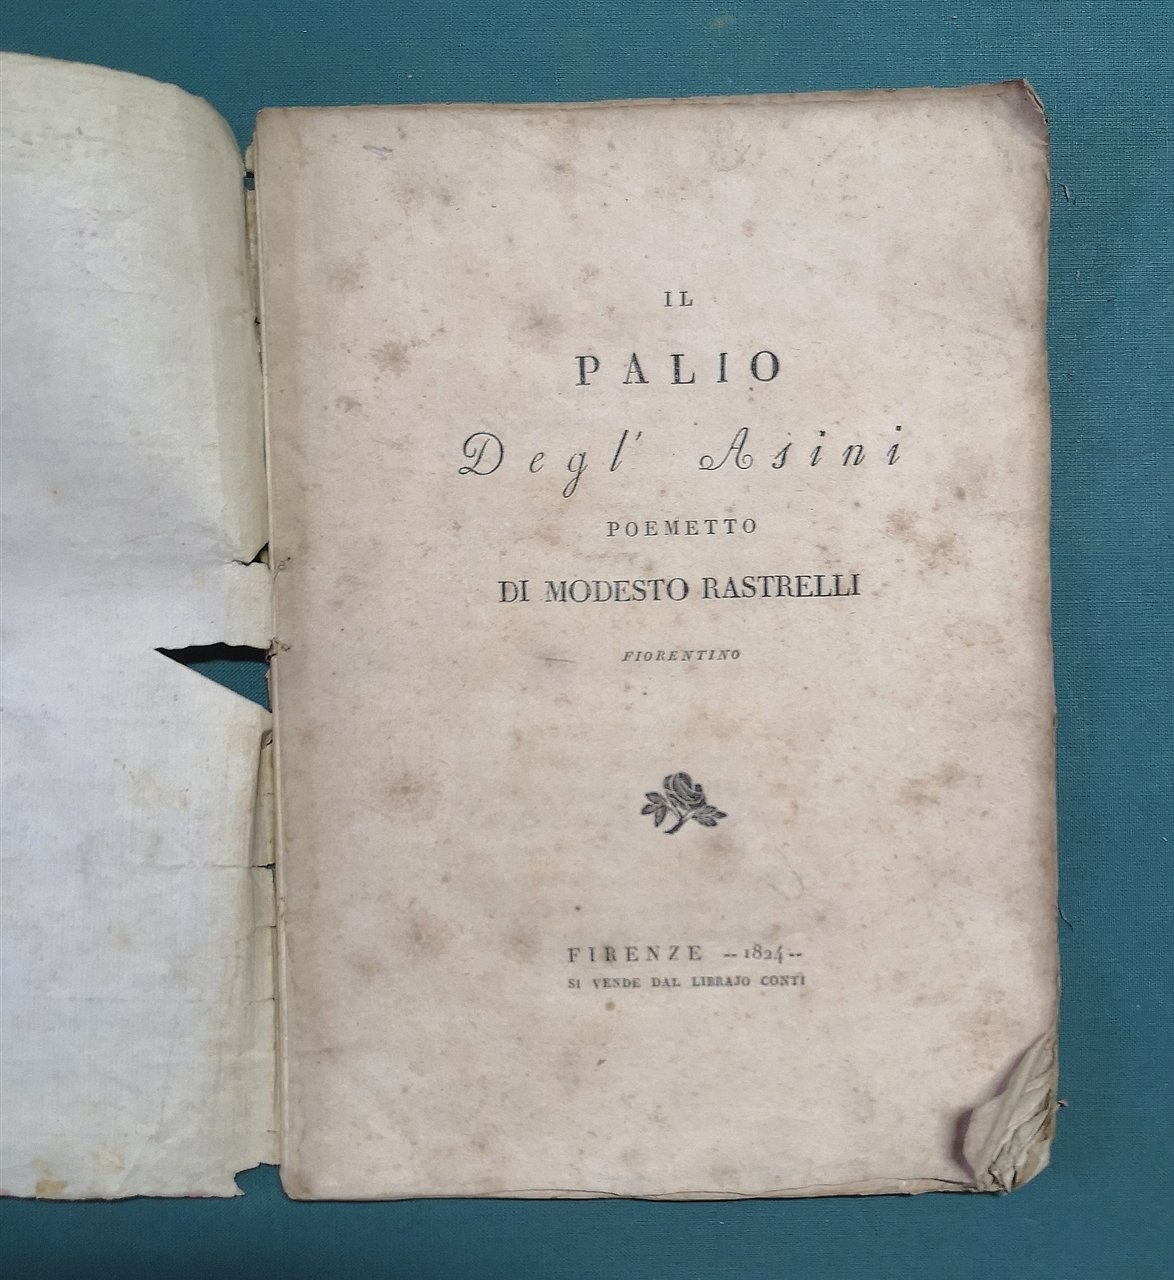 IL
PALIO
Degl' Asini
POEMETTO
DI MODESTO RASTRELLI
FIORENTINO
FIRENZE --1824--
SI VENDE DAL LIBRAJO CONTI